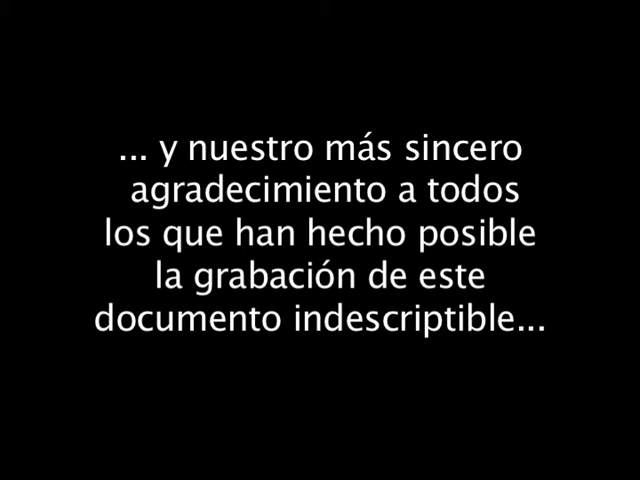 ... y nuestro más sincero
agradecimiento a todos
los que han hecho posible
la grabación de este
documento indescriptible...